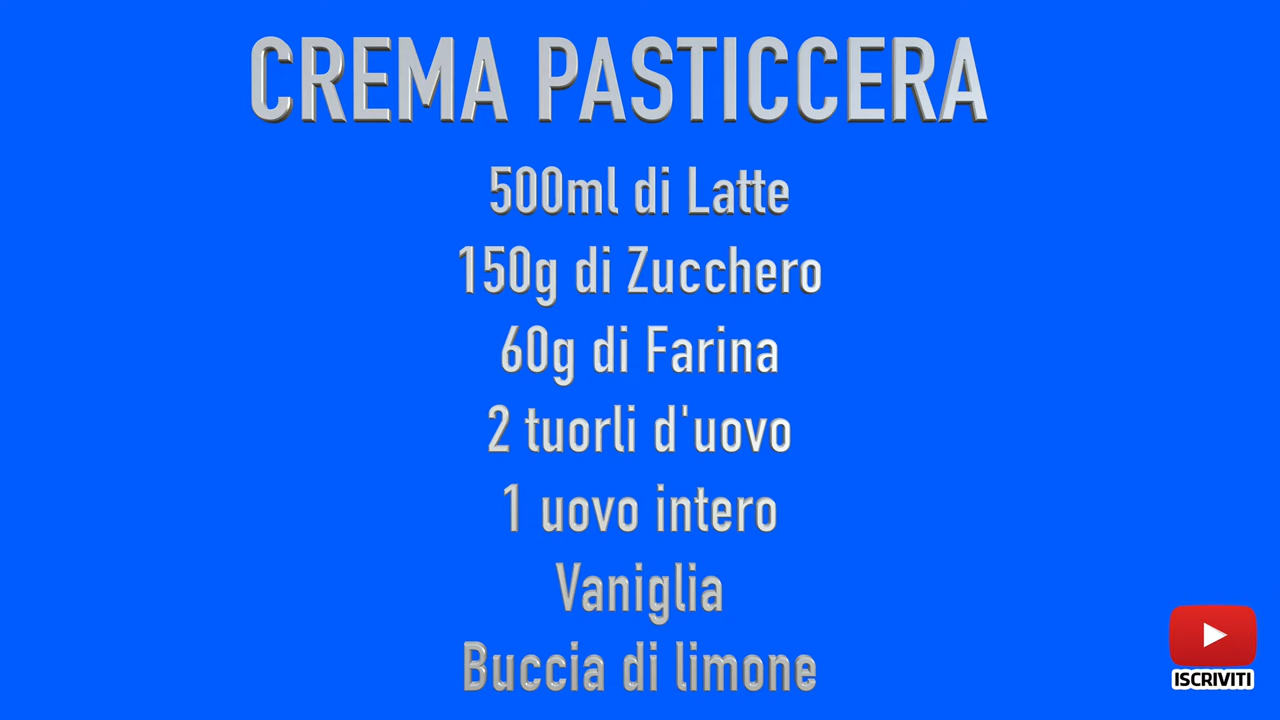 CREMA PASTICCERA
500ml di Latte
150g di Zucchero
60g di Farina
2 tuorli d'uovo
1 uovo intero
Vaniglia
Buccia di limone
ISCRIVITI